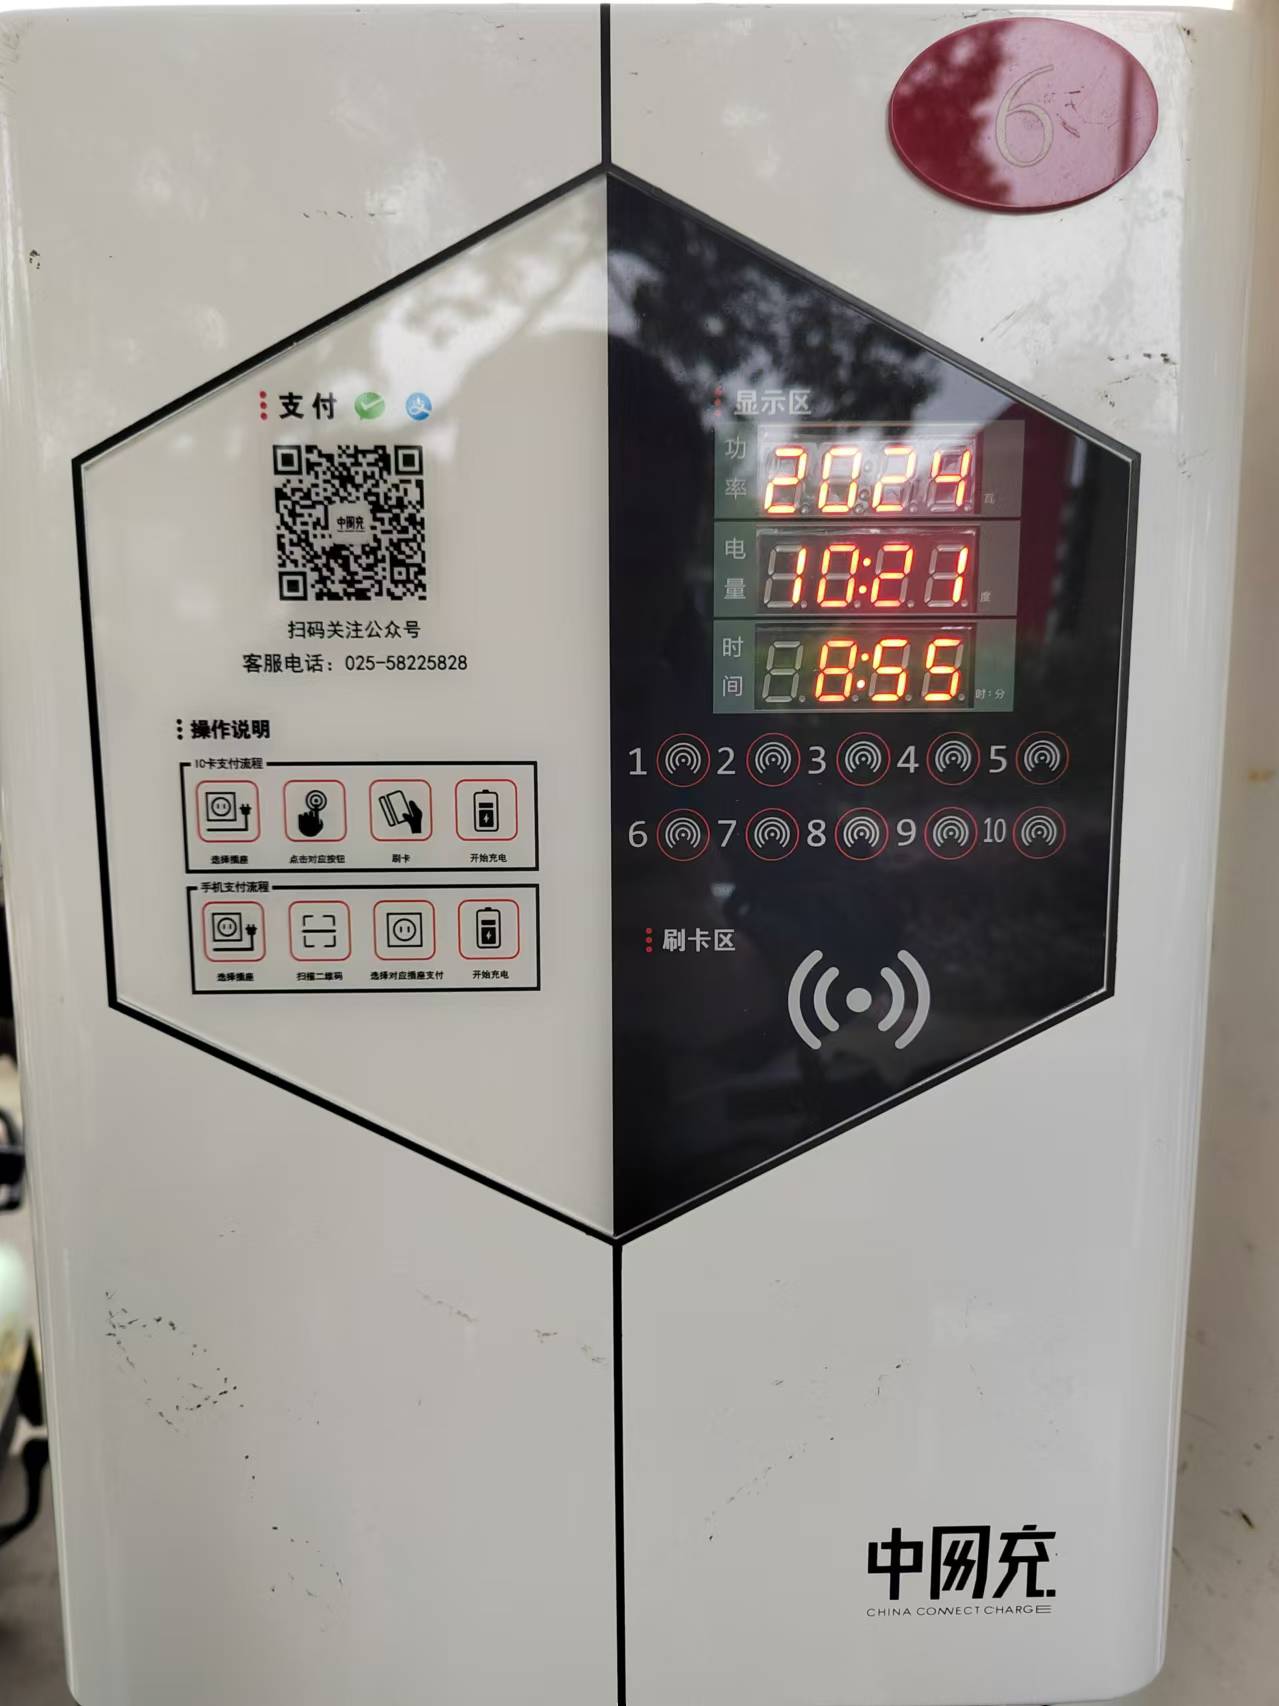 6
支付
中网充
扫码关注公众号
客服电话：025-58225828
操作说明
IC卡支付流程
选择插座
点击对应按钮
刷卡
开始充电
手机支付流程
选择插座
扫描二维码
选择对应插座支付
开始充电
显示区
功率 2024 瓦
电量 10:21 度
时间 8:55 时:分
1 2 3 4 5
6 7 8 9 10
刷卡区
中网充
CHINA CONNECT CHARGE